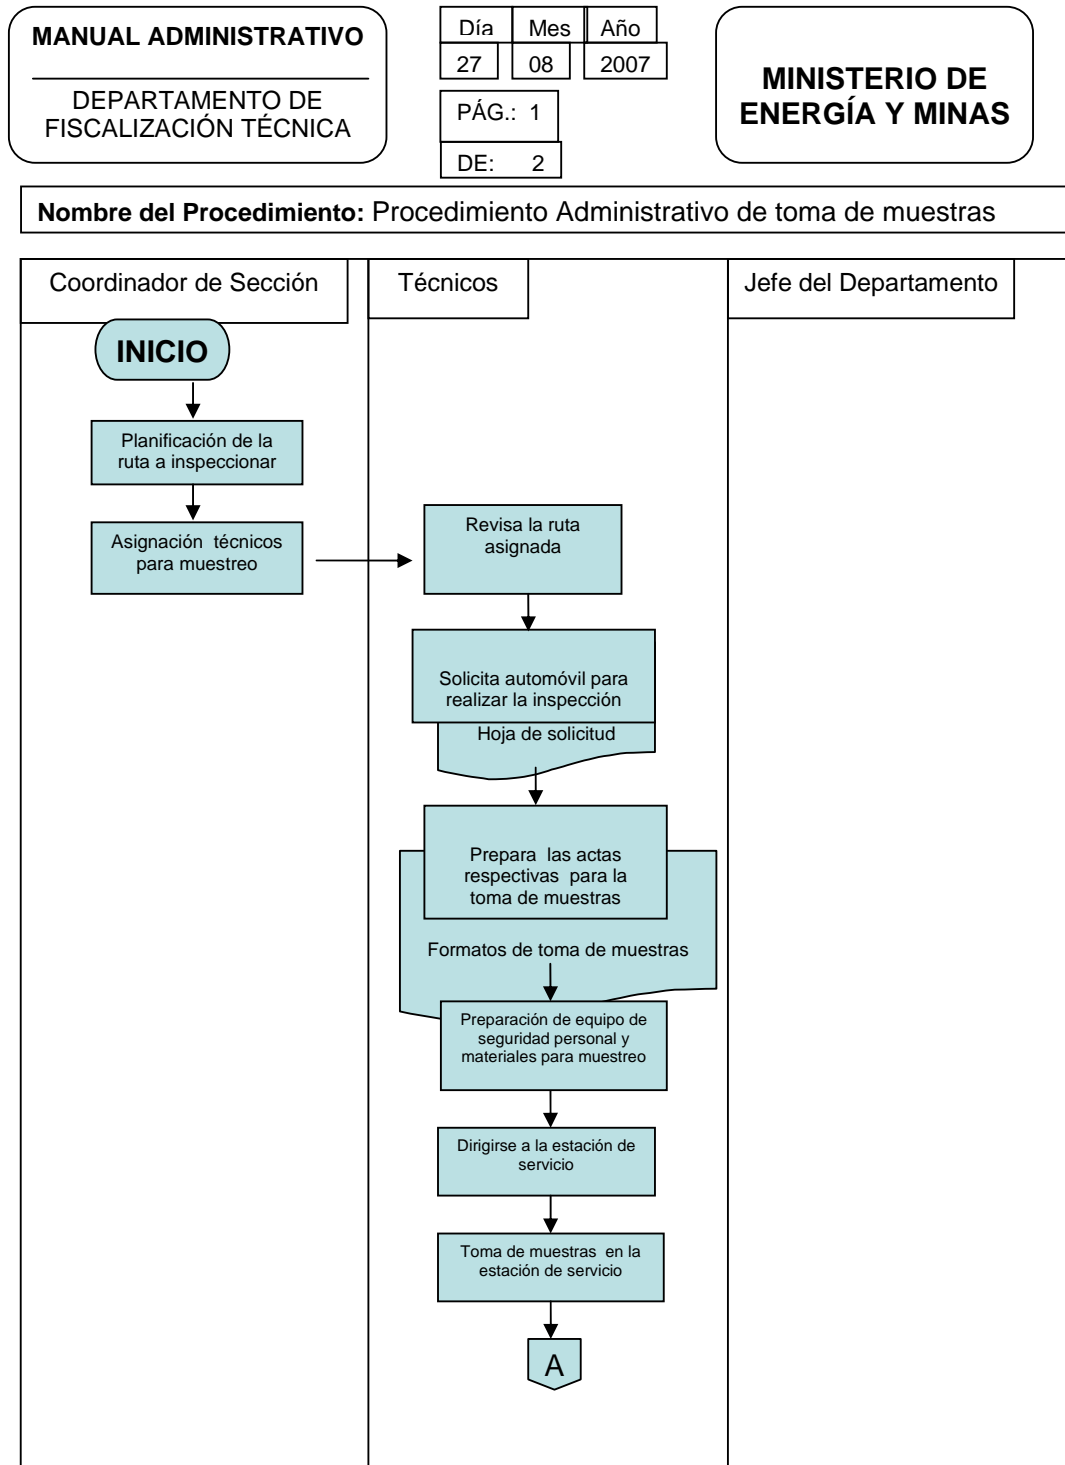 MANUAL ADMINISTRATIVO
DEPARTAMENTO DE
FISCALIZACIÓN TÉCNICA
Día Mes Año
27 08 2007
PÁG.: 1
DE: 2
MINISTERIO DE
ENERGÍA Y MINAS
Nombre del Procedimiento: Procedimiento Administrativo de toma de muestras
Coordinador de Sección
Técnicos
Jefe del Departamento
INICIO
Planificación de la
ruta a inspeccionar
Asignación técnicos
para muestreo
Revisa la ruta
asignada
Solicita automóvil para
realizar la inspección
Hoja de solicitud
Prepara las actas
respectivas para la
toma de muestras
Formatos de toma de muestras
Preparación de equipo de
seguridad personal y
materiales para muestreo
Dirigirse a la estación de
servicio
Toma de muestras en la
estación de servicio
A